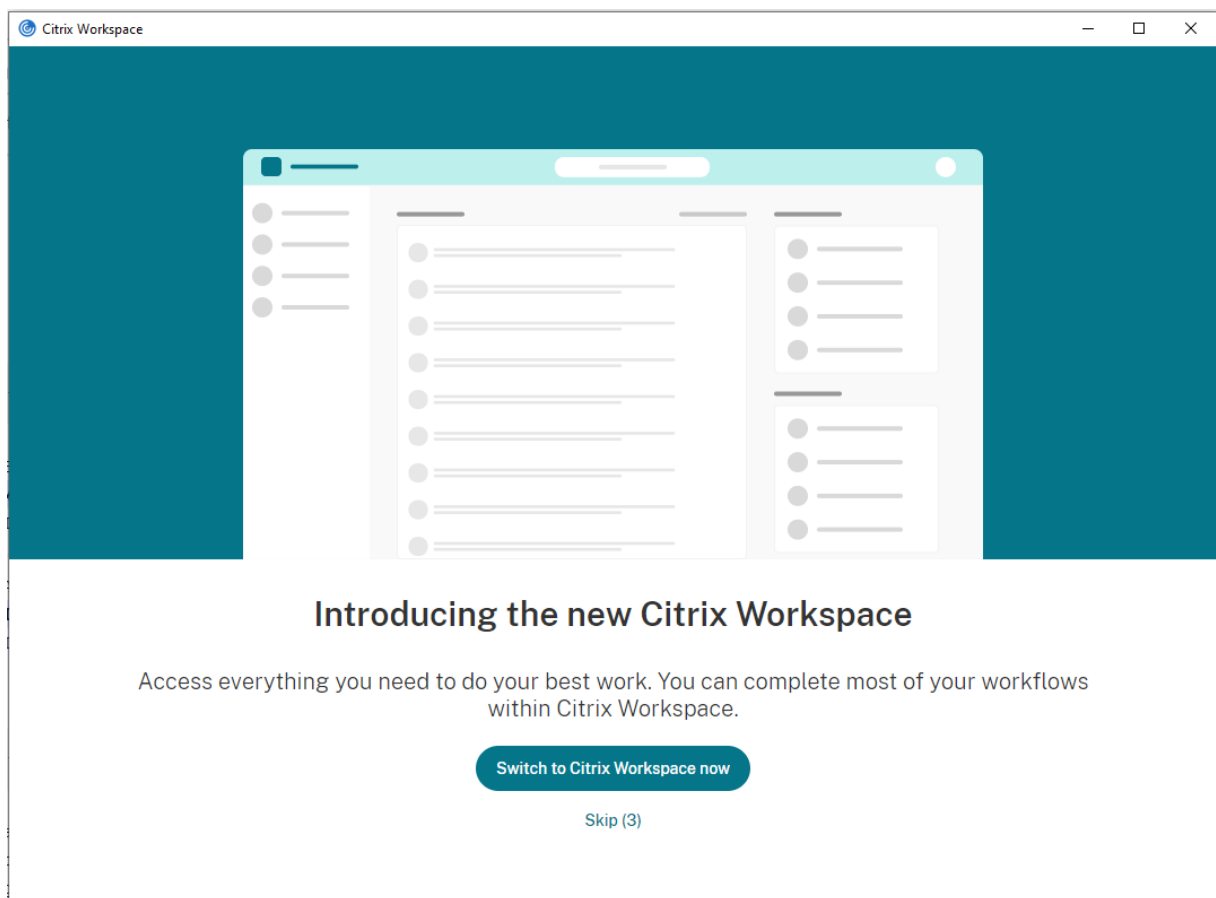 Citrix Workspace
Introducing the new Citrix Workspace
Access everything you need to do your best work. You can complete most of your workflows
within Citrix Workspace.
Switch to Citrix Workspace now
Skip (3)